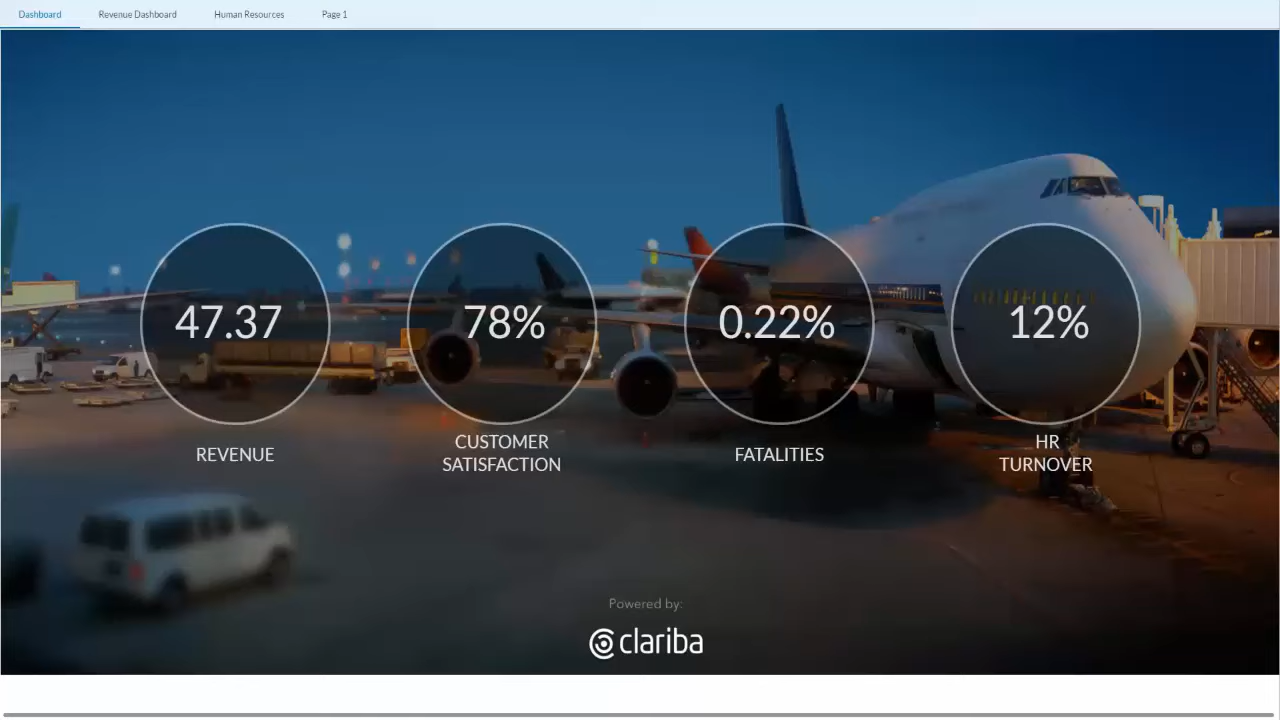 Dashboard
Revenue Dashboard
Human Resources
Page 1
47.37
78%
0.22%
12%
REVENUE
CUSTOMER
SATISFACTION
FATALITIES
HR
TURNOVER
Powered by:
clariba